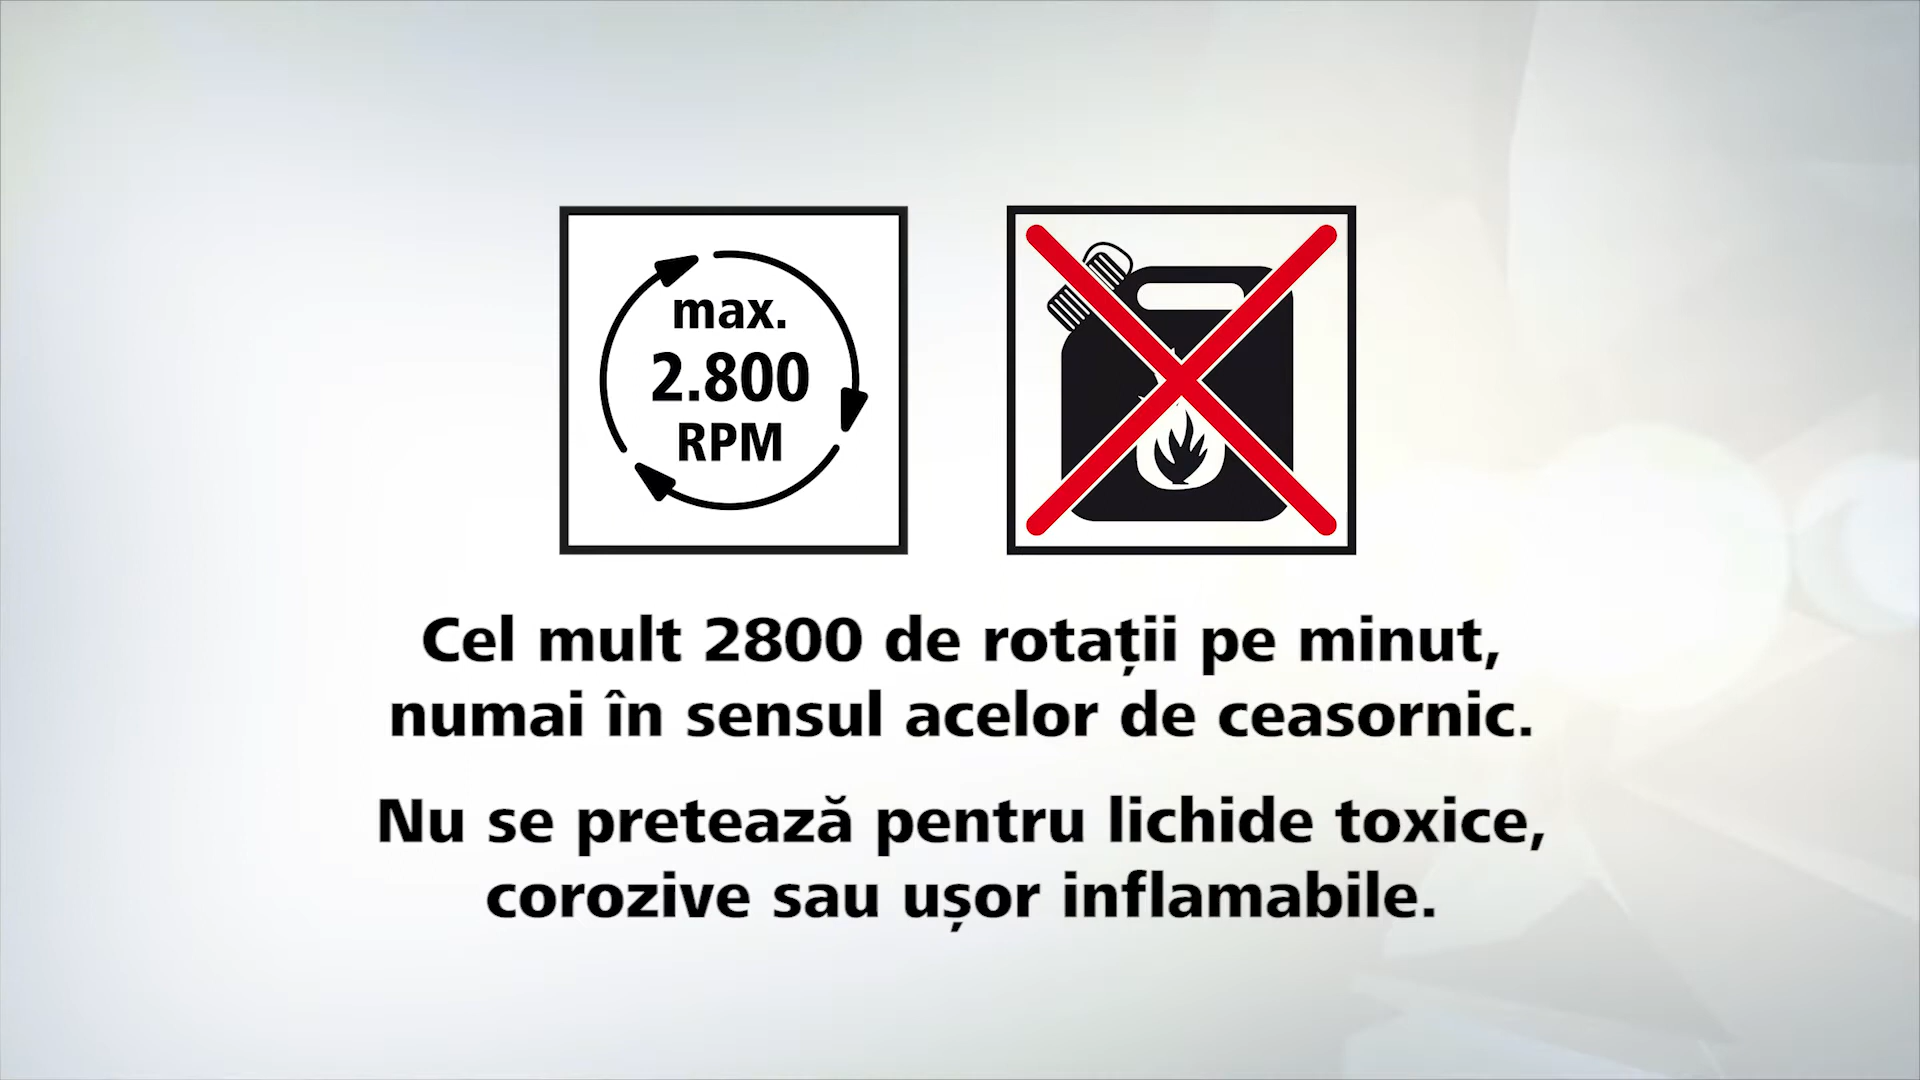 max.
2.800
RPM
Cel mult 2800 de rotații pe minut,
numai în sensul acelor de ceasornic.
Nu se pretează pentru lichide toxice,
corozive sau ușor inflamabile.